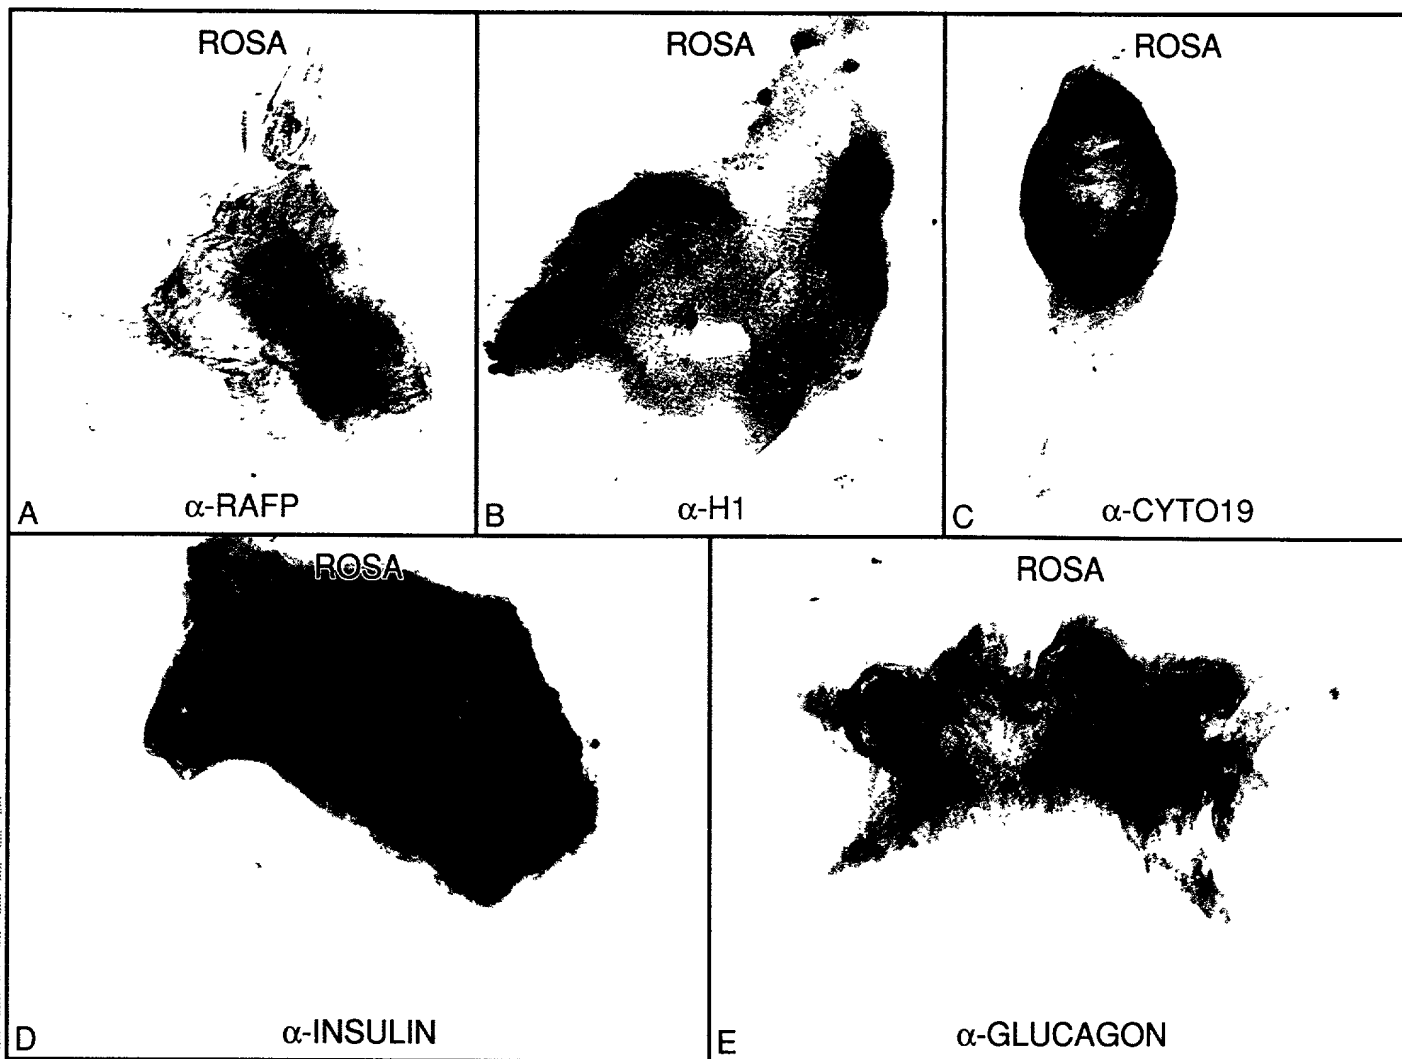 ROSA
A α-RAFP
ROSA
B α-H1
ROSA
C α-CYTO19
ROSA
D α-INSULIN
ROSA
E α-GLUCAGON